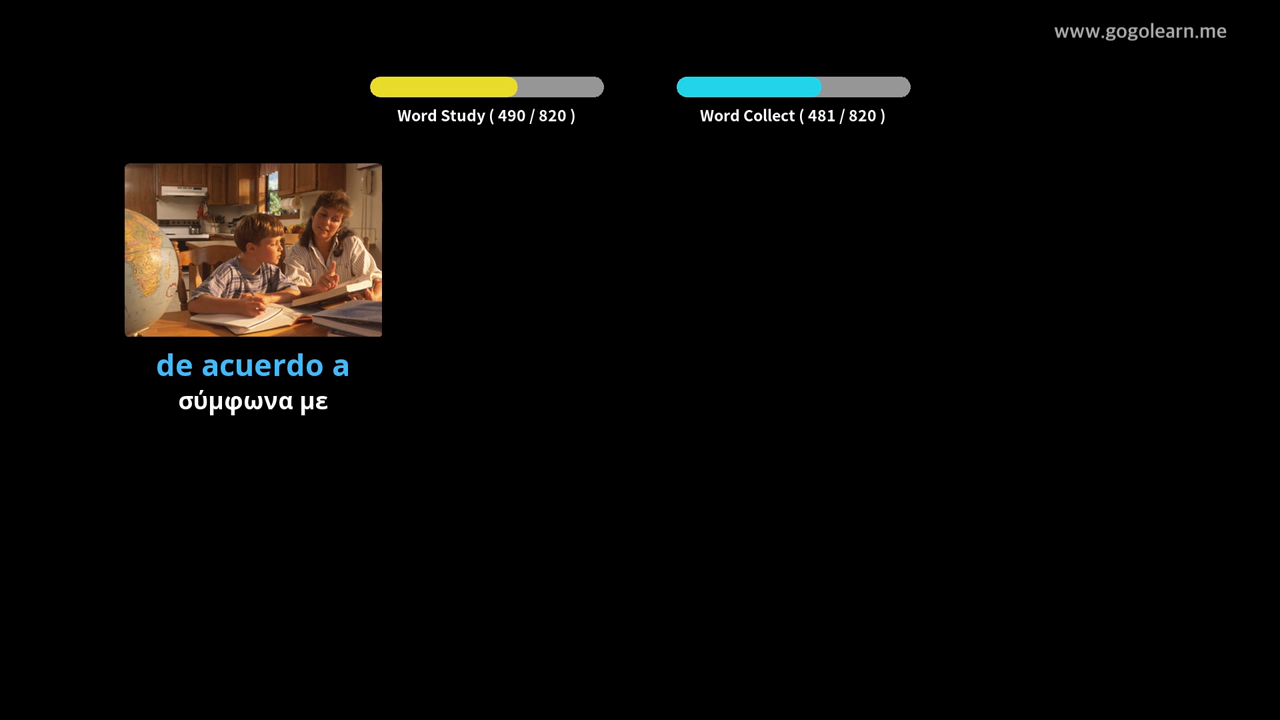 www.gogolearn.me
Word Study ( 490 / 820 )
Word Collect ( 481 / 820 )
de acuerdo a
σύμφωνα με